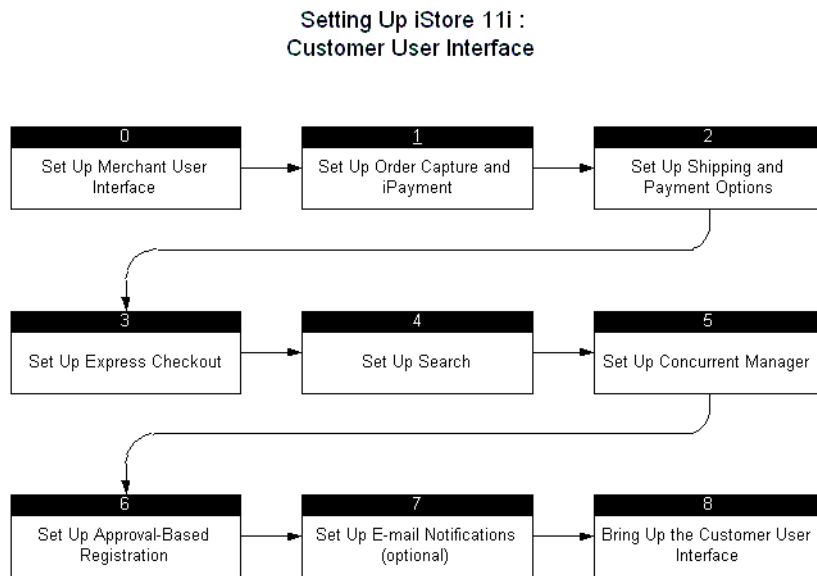 Setting Up iStore 11i :
Customer User Interface
0
Set Up Merchant User
Interface
1
Set Up Order Capture and
iPayment
2
Set Up Shipping and
Payment Options
3
Set Up Express Checkout
4
Set Up Search
5
Set Up Concurrent Manager
6
Set Up Approval-Based
Registration
7
Set Up E-mail Notifications
(optional)
8
Bring Up the Customer User
Interface